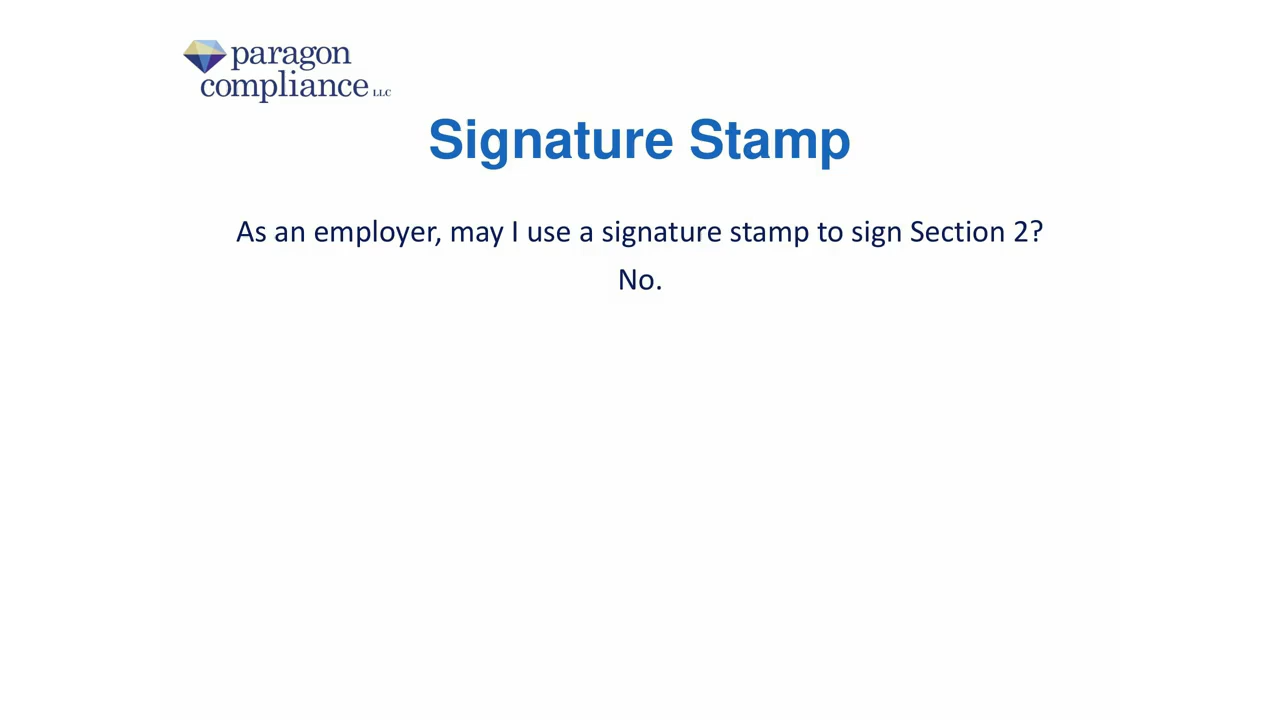 paragon
compliance LLC
Signature Stamp
As an employer, may I use a signature stamp to sign Section 2?
No.